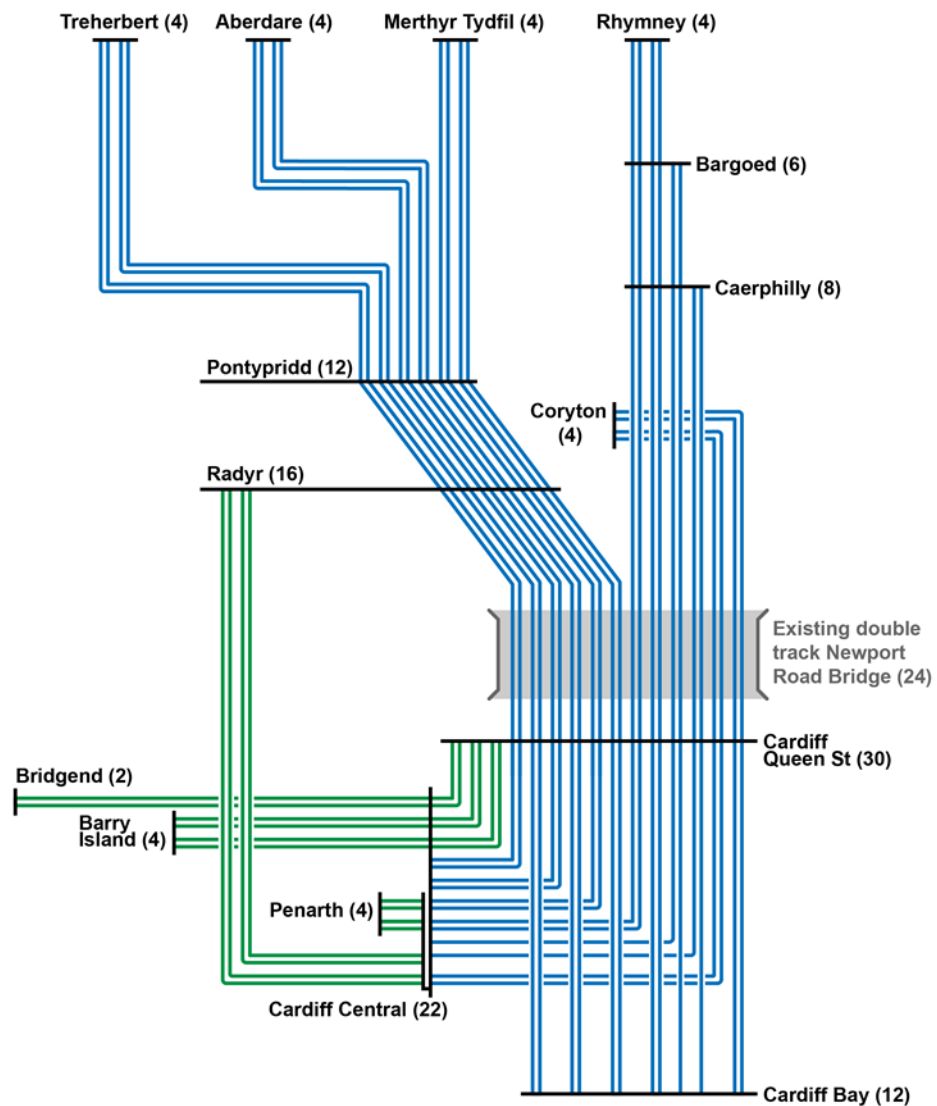 Treherbert (4)
Aberdare (4)
Merthyr Tydfil (4)
Rhymney (4)
Bargoed (6)
Caerphilly (8)
Pontypridd (12)
Coryton
(4)
Radyr (16)
Existing double
track Newport
Road Bridge (24)
Cardiff
Queen St (30)
Bridgend (2)
Barry
Island (4)
Penarth (4)
Cardiff Central (22)
Cardiff Bay (12)